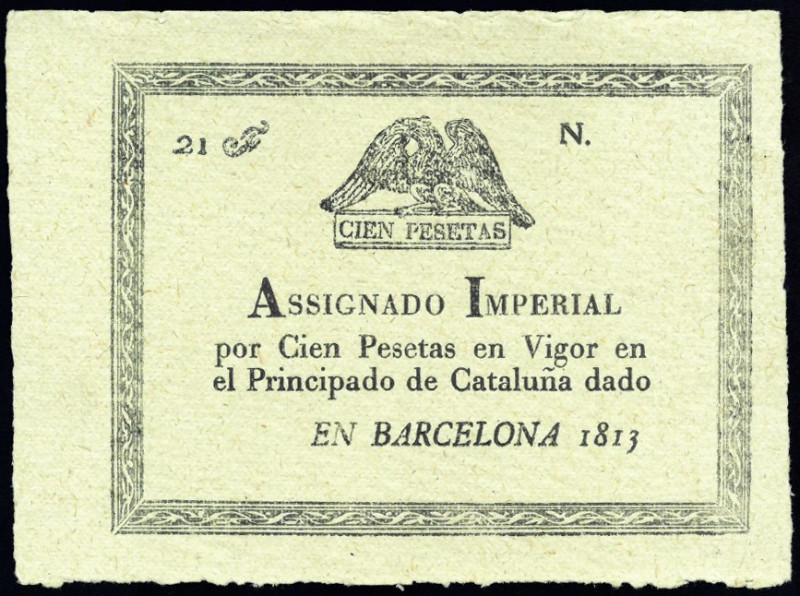 21 N.
CIEN PESETAS
ASSIGNADO IMPERIAL
por Cien Pesetas en Vigor en
el Principado de Cataluña dado
EN BARCELONA 1813